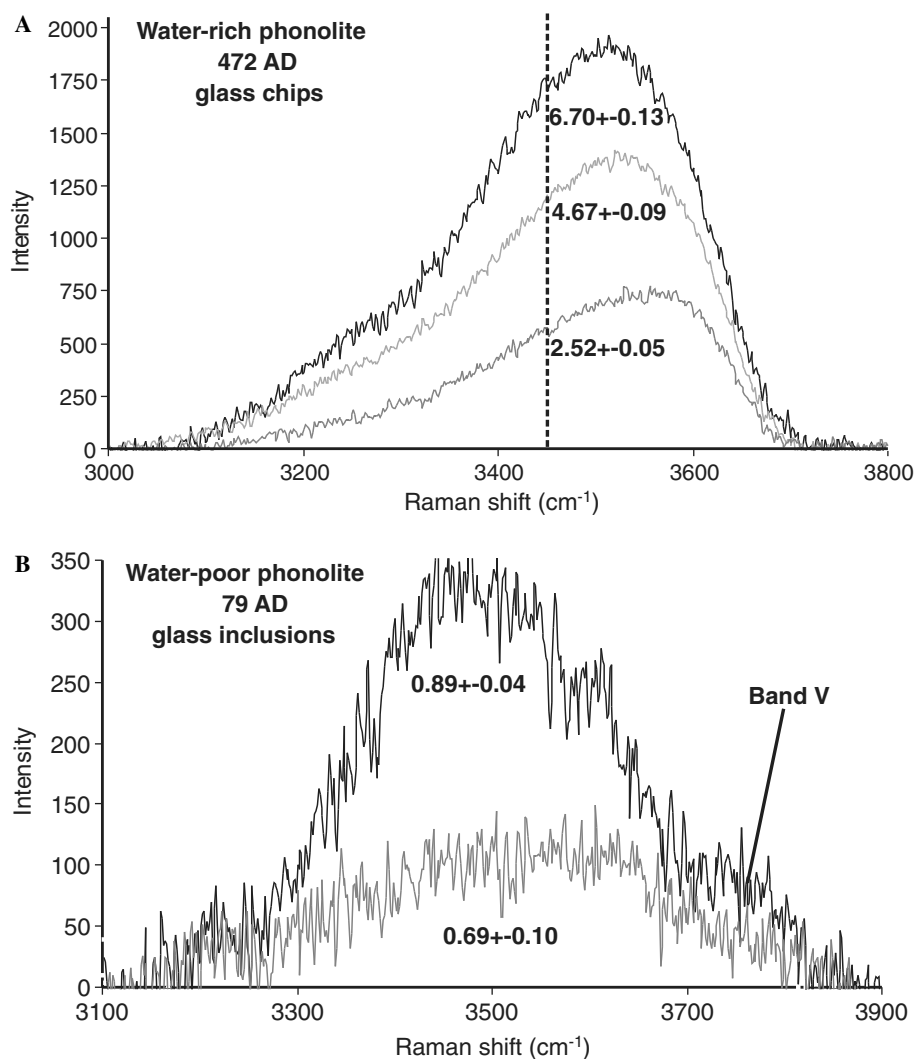 A
Water-rich phonolite
472 AD
glass chips
2000
1750
1500
1250
1000
750
500
250
0
Intensity
6.70+-0.13
4.67+-0.09
2.52+-0.05
3000 3200 3400 3600 3800
Raman shift (cm-1)
B
Water-poor phonolite
79 AD
glass inclusions
350
300
250
200
150
100
50
0
Intensity
0.89+-0.04
Band V
0.69+-0.10
3100 3300 3500 3700 3900
Raman shift (cm-1)